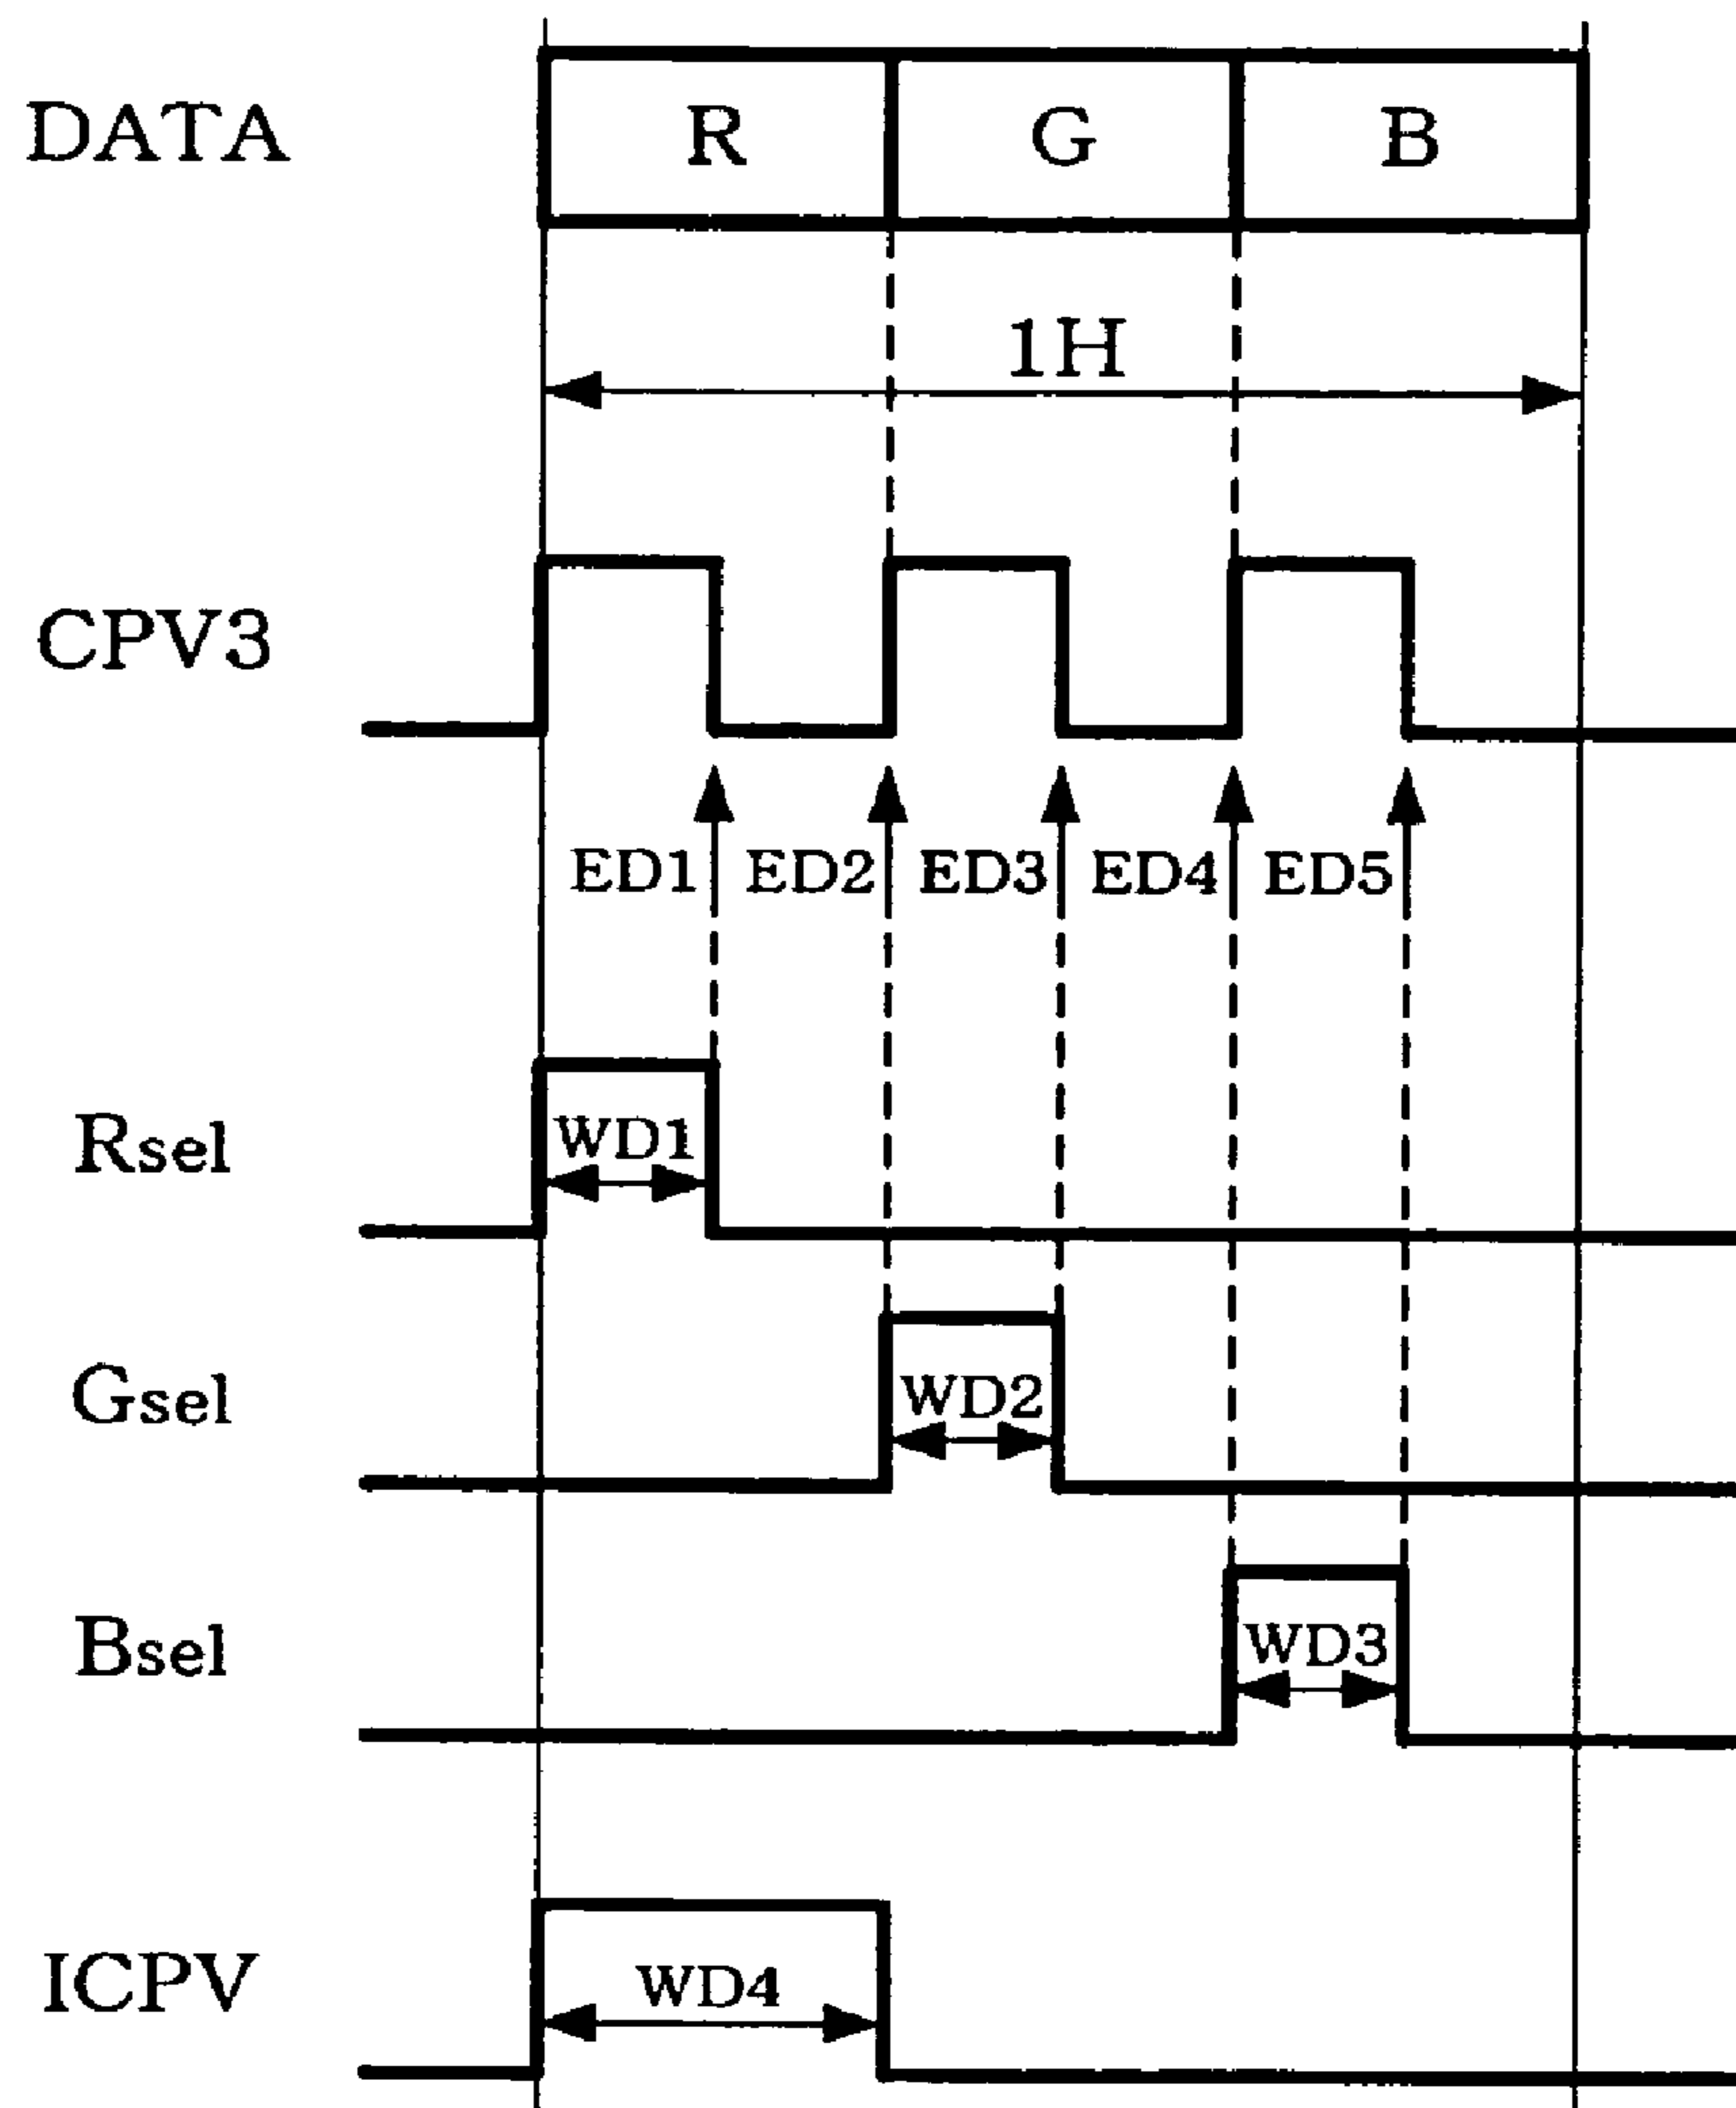 DATA R G B
1H
CPV3
ED1 ED2 ED3 ED4 ED5
Rsel WD1
Gsel WD2
Bsel WD3
ICPV WD4